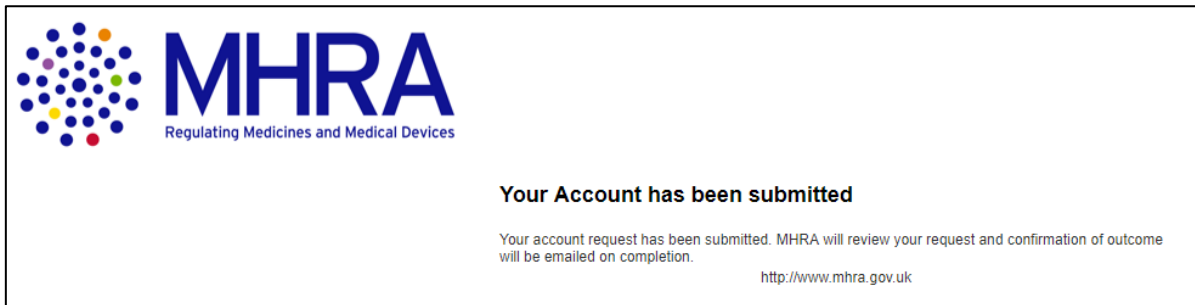 MHRA
Regulating Medicines and Medical Devices
Your Account has been submitted
Your account request has been submitted. MHRA will review your request and confirmation of outcome
will be emailed on completion.
http://www.mhra.gov.uk